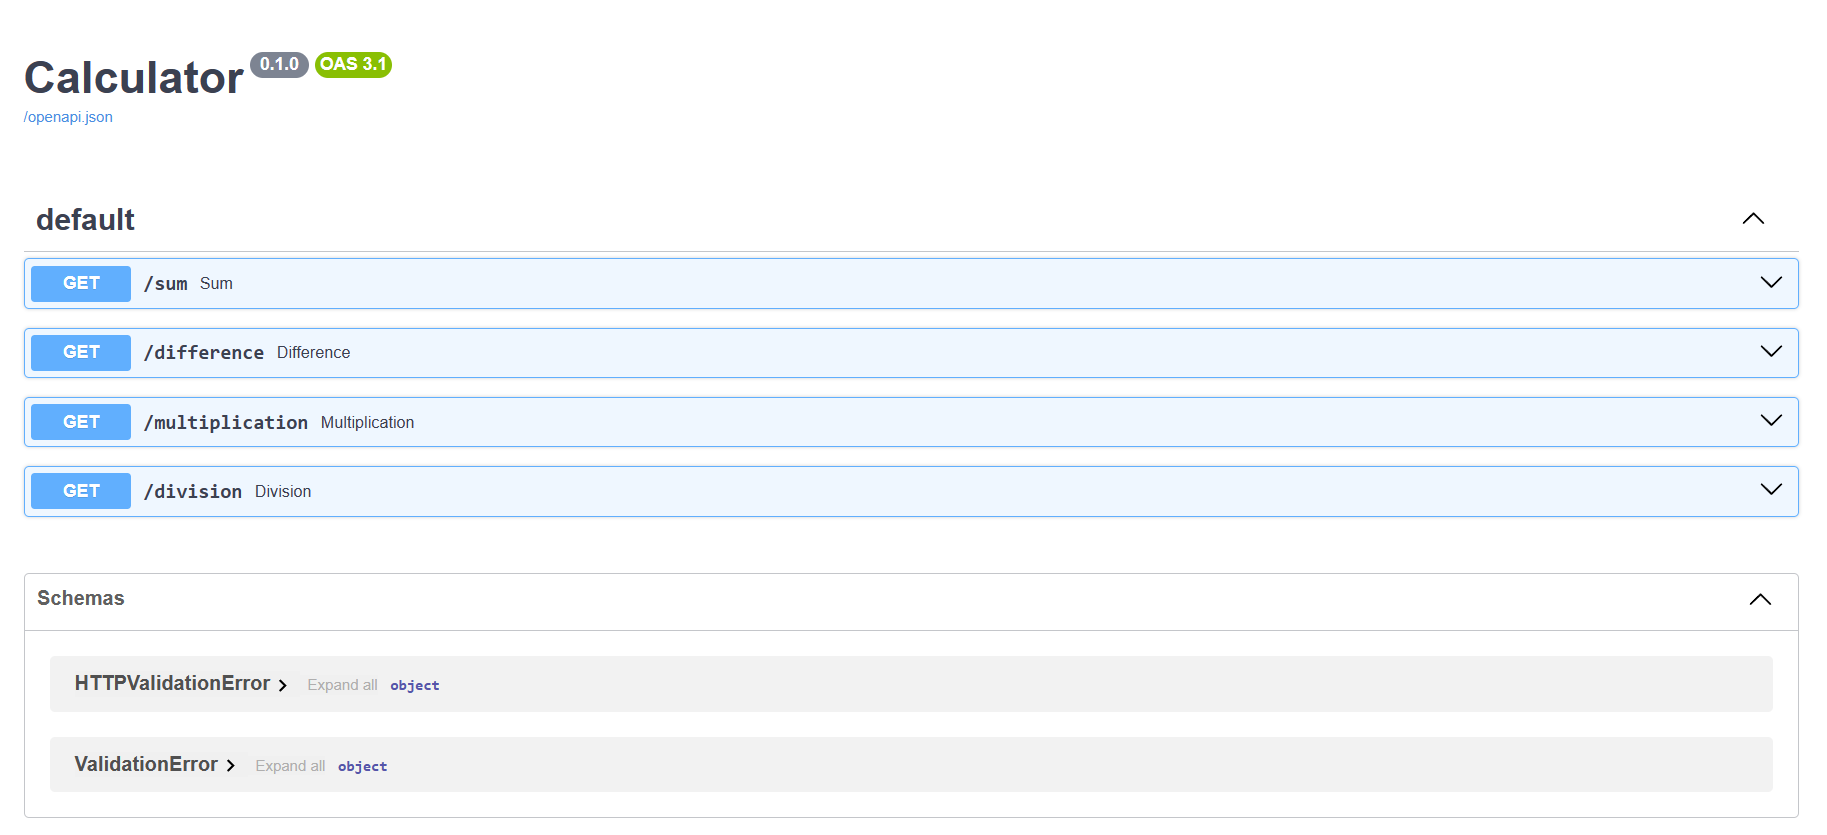 Calculator 0.1.0 OAS 3.1
/openapi.json
default
GET /sum Sum
GET /difference Difference
GET /multiplication Multiplication
GET /division Division
Schemas
HTTPValidationError Expand all object
ValidationError Expand all object